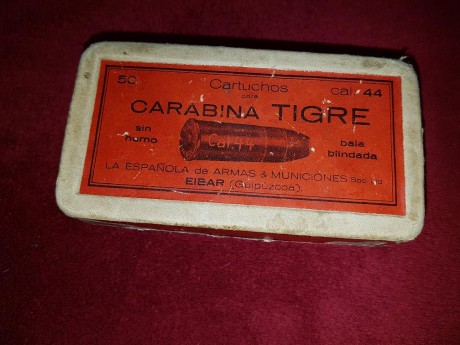 50 Cartuchos Cal. 44
para
CARABINA TIGRE
sin humo
Cal. 44
bala blindada
LA ESPAÑOLA de ARMAS & MUNICIONES Soc.
EIBAR (Guipúzcoa).